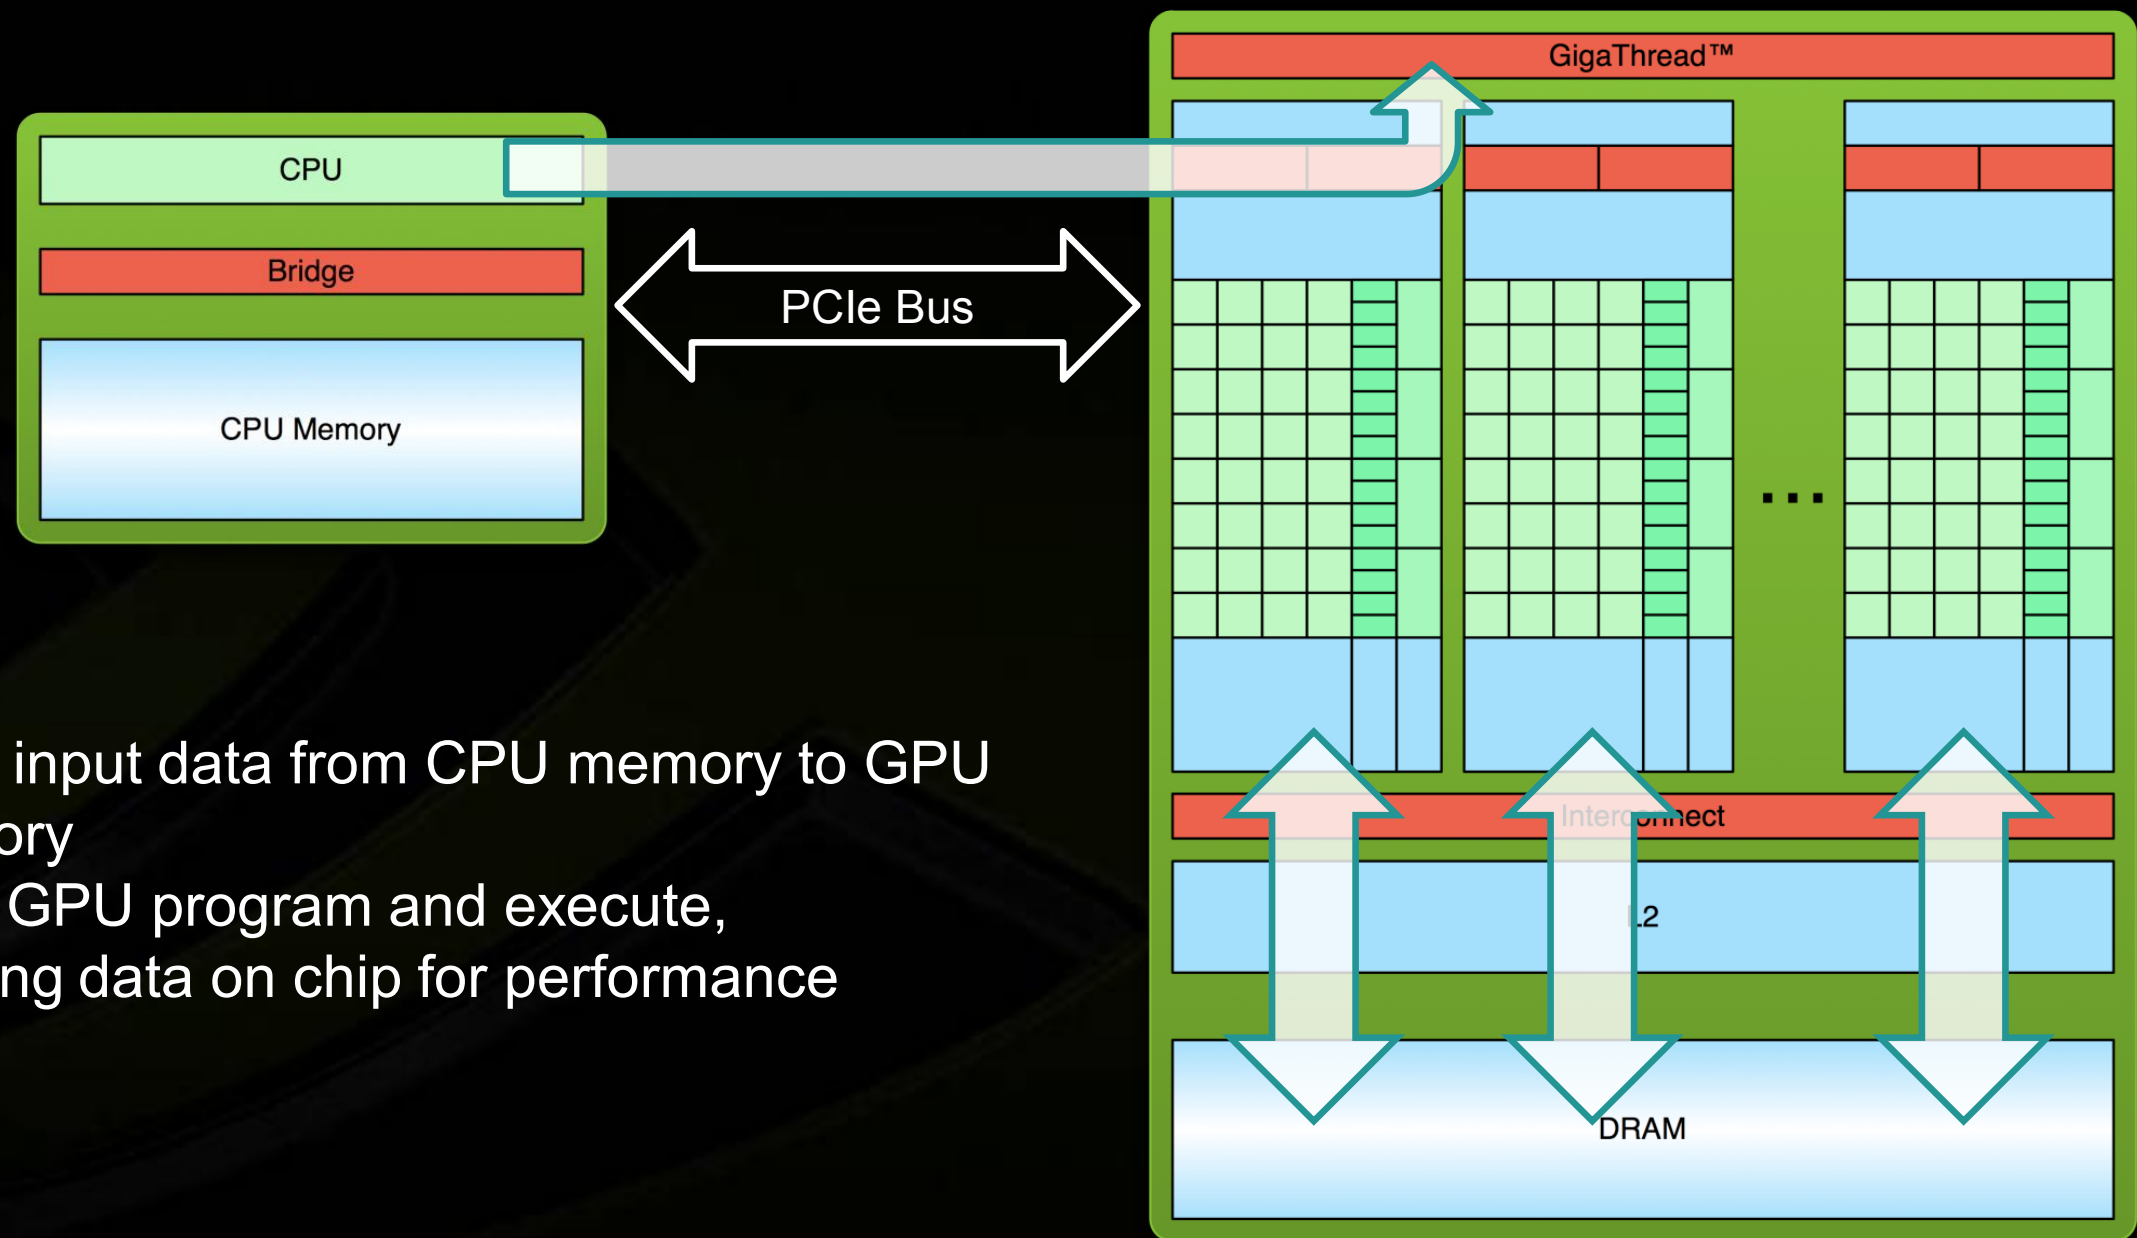 GigaThread™
CPU
Bridge
PCIe Bus
CPU Memory
...
input data from CPU memory to GPU
ory
GPU program and execute,
ng data on chip for performance
Interconnect
L2
DRAM